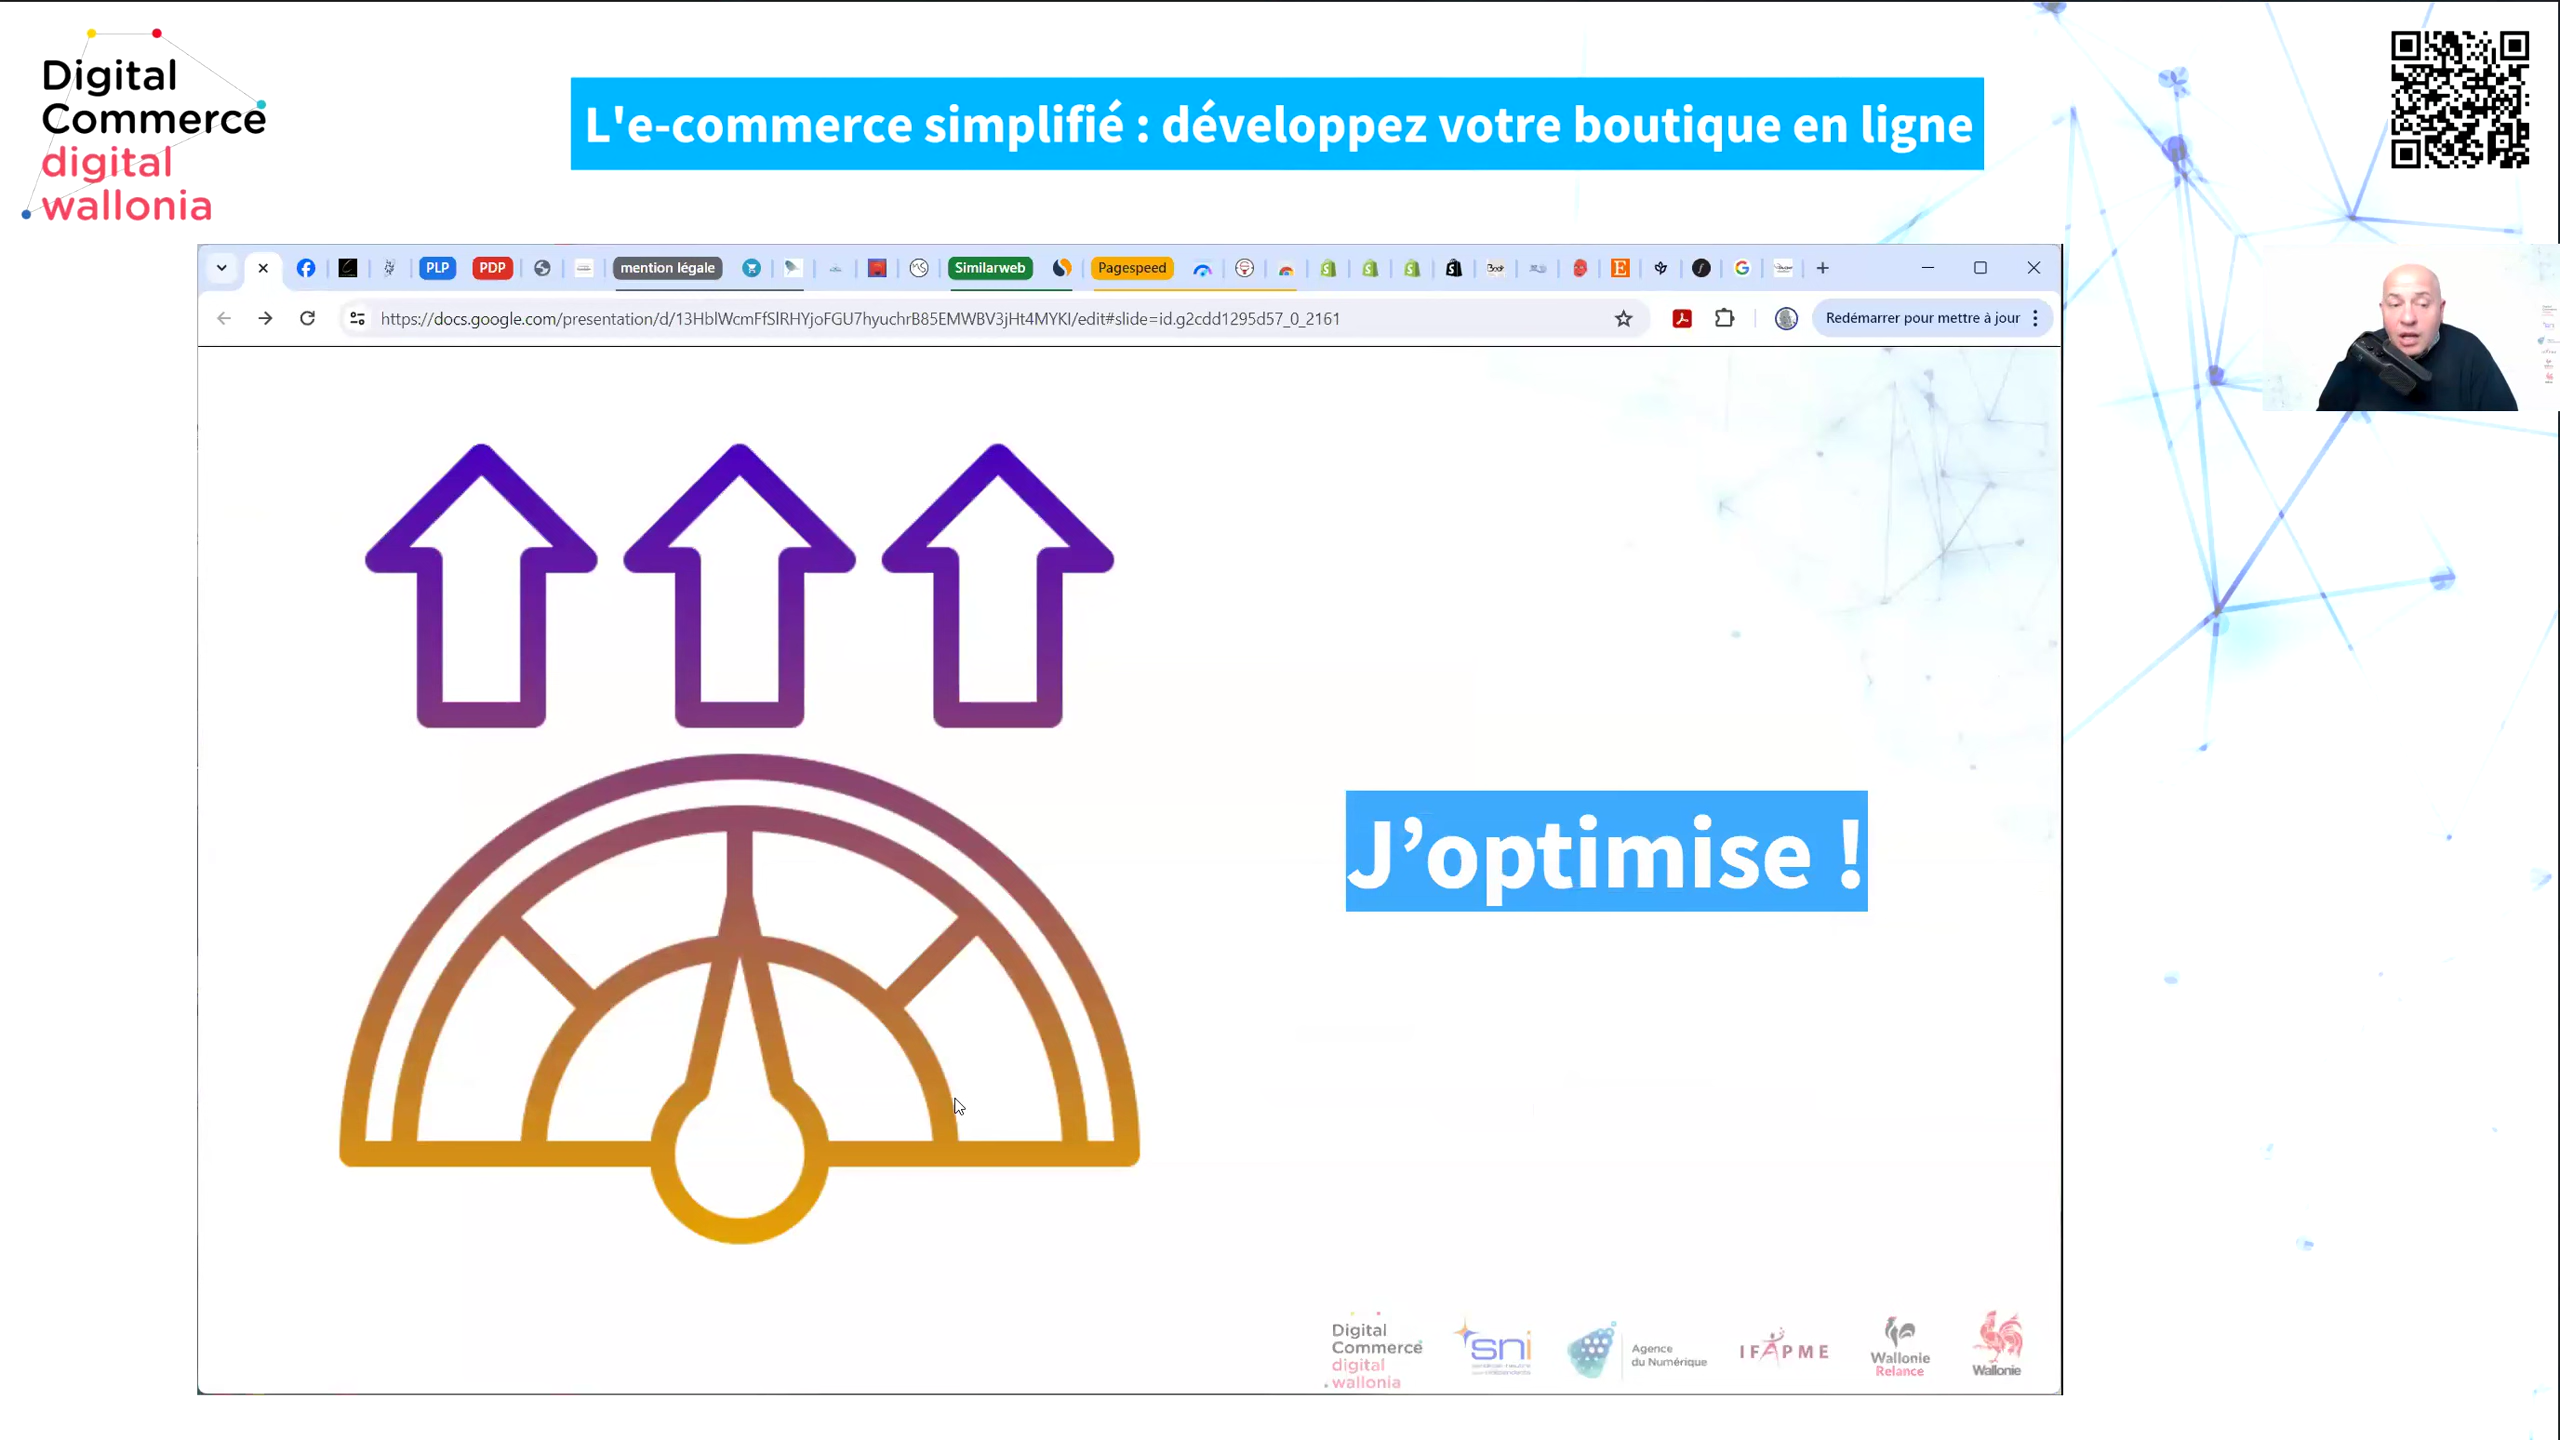 Digital
Commerce
digital
wallonia
L'e-commerce simplifié : développez votre boutique en ligne
PLP
PDP
mention légale
Similarweb
Pagespeed
https://docs.google.com/presentation/d/13HblWcmFfSlRHYjoFGU7hyuchrB85EMWBV3jHt4MYKI/edit#slide=id.g2cdd1295d57_0_2161
Redémarrer pour mettre à jour
J’optimise !
Digital
Commerce
digital
wallonia
sni
Agence
du Numérique
IFAPME
Wallonie
Relance
Wallonie